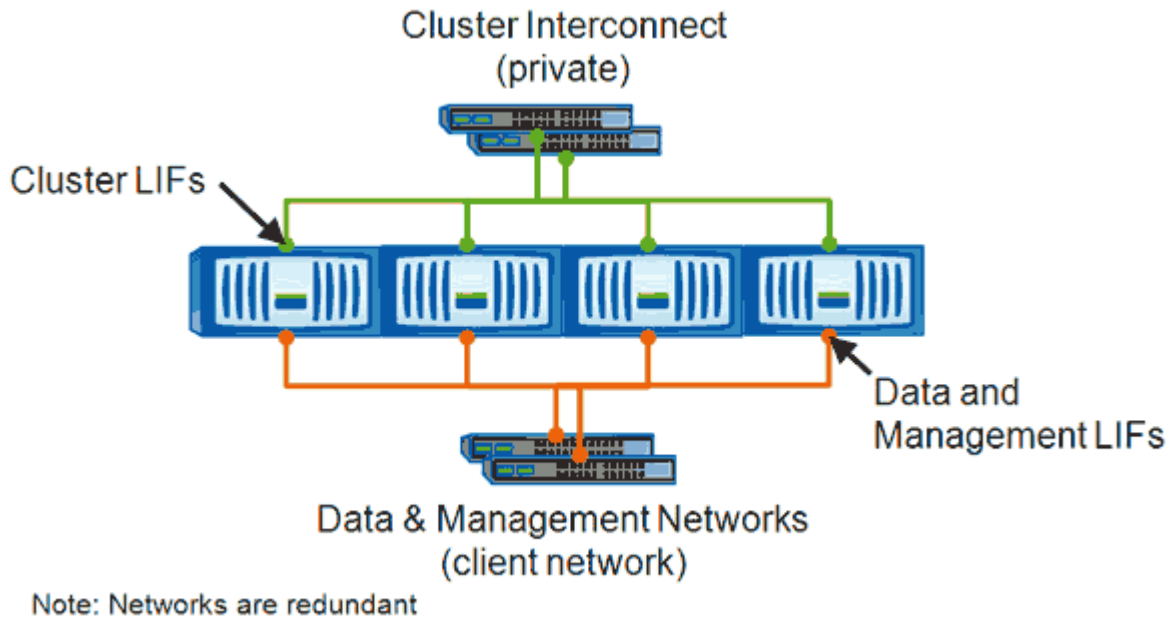 Cluster Interconnect
(private)
Cluster LIFs
Data and
Management LIFs
Data & Management Networks
(client network)
Note: Networks are redundant